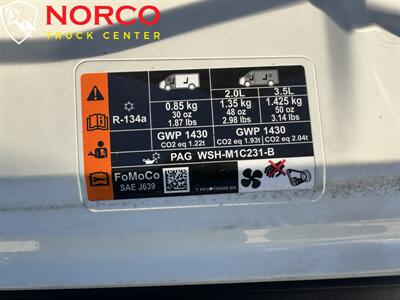 NORCO
TRUCK CENTER
2.0L 3.5L
R-134a 0.85 kg 1.35 kg 1.425 kg
30 oz 48 oz 50 oz
1.87 lbs 2.98 lbs 3.14 lbs
GWP 1430 GWP 1430
CO2 eq 1.22t CO2 eq 1.93t CO2 eq 2.04t
PAG WSH-M1C231-B
FoMoCo
SAE J639